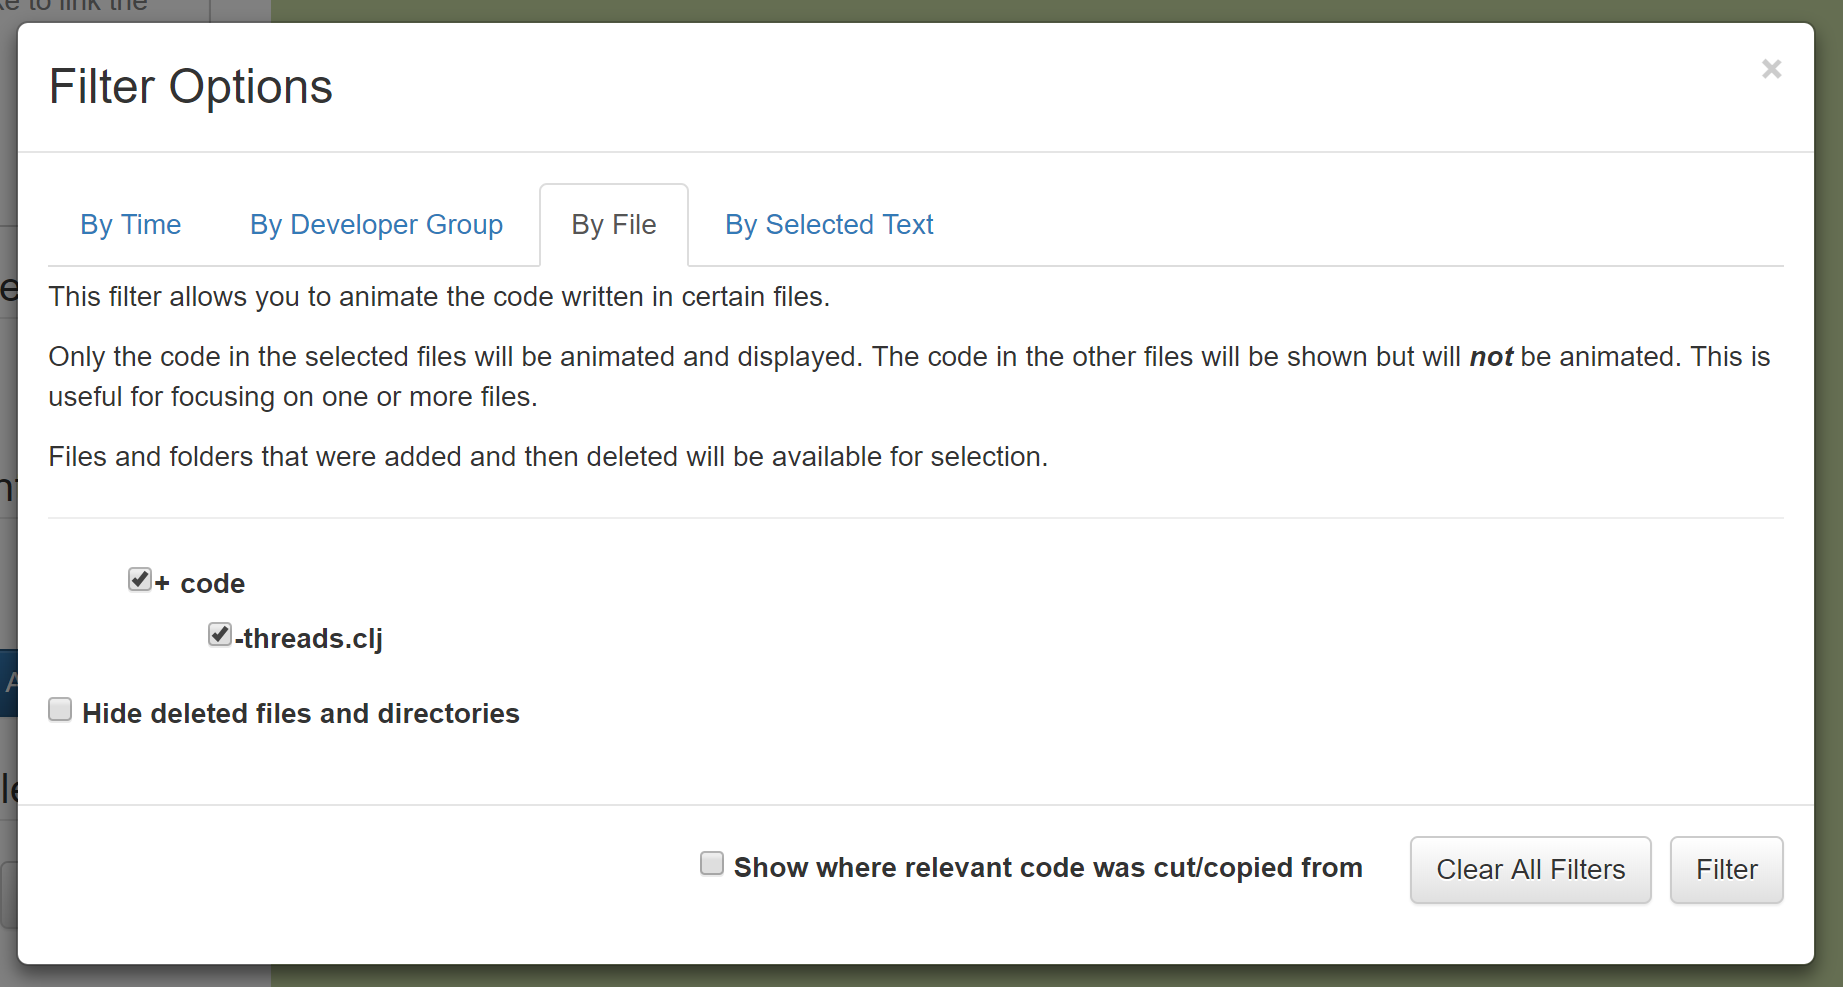 ke to link the
Filter Options
×
By Time By Developer Group By File By Selected Text
This filter allows you to animate the code written in certain files.
Only the code in the selected files will be animated and displayed. The code in the other files will be shown but will not be animated. This is
useful for focusing on one or more files.
Files and folders that were added and then deleted will be available for selection.
+ code
-threads.clj
Hide deleted files and directories
Show where relevant code was cut/copied from Clear All Filters Filter